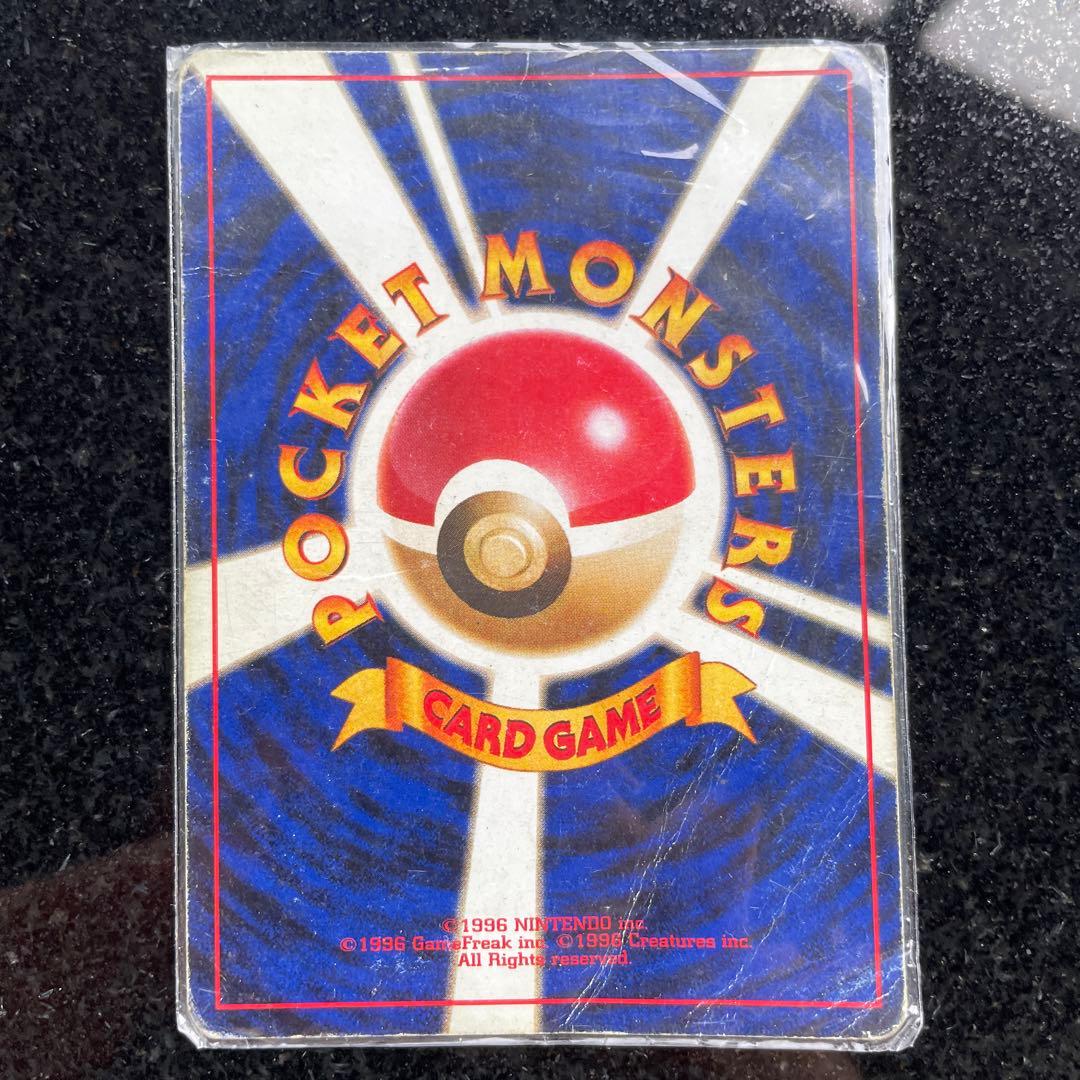 POCKET MONSTERS
CARD GAME
©1996 NINTENDO inc.
©1996 GameFreak inc. ©1996 Creatures inc.
All Rights reserved.